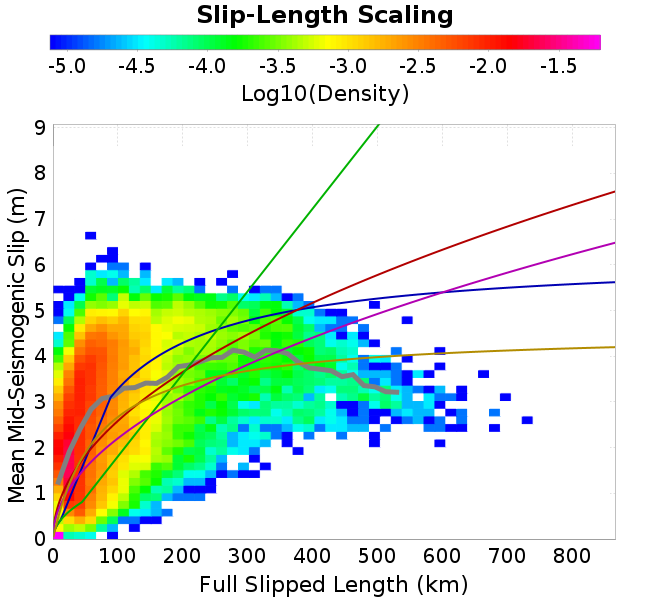 Slip-Length Scaling
-5.0 -4.5 -4.0 -3.5 -3.0 -2.5 -2.0 -1.5
Log10(Density)
9
8
7
6
5
4
3
2
1
0
Mean Mid-Seismogenic Slip (m)
0 100 200 300 400 500 600 700 800
Full Slipped Length (km)